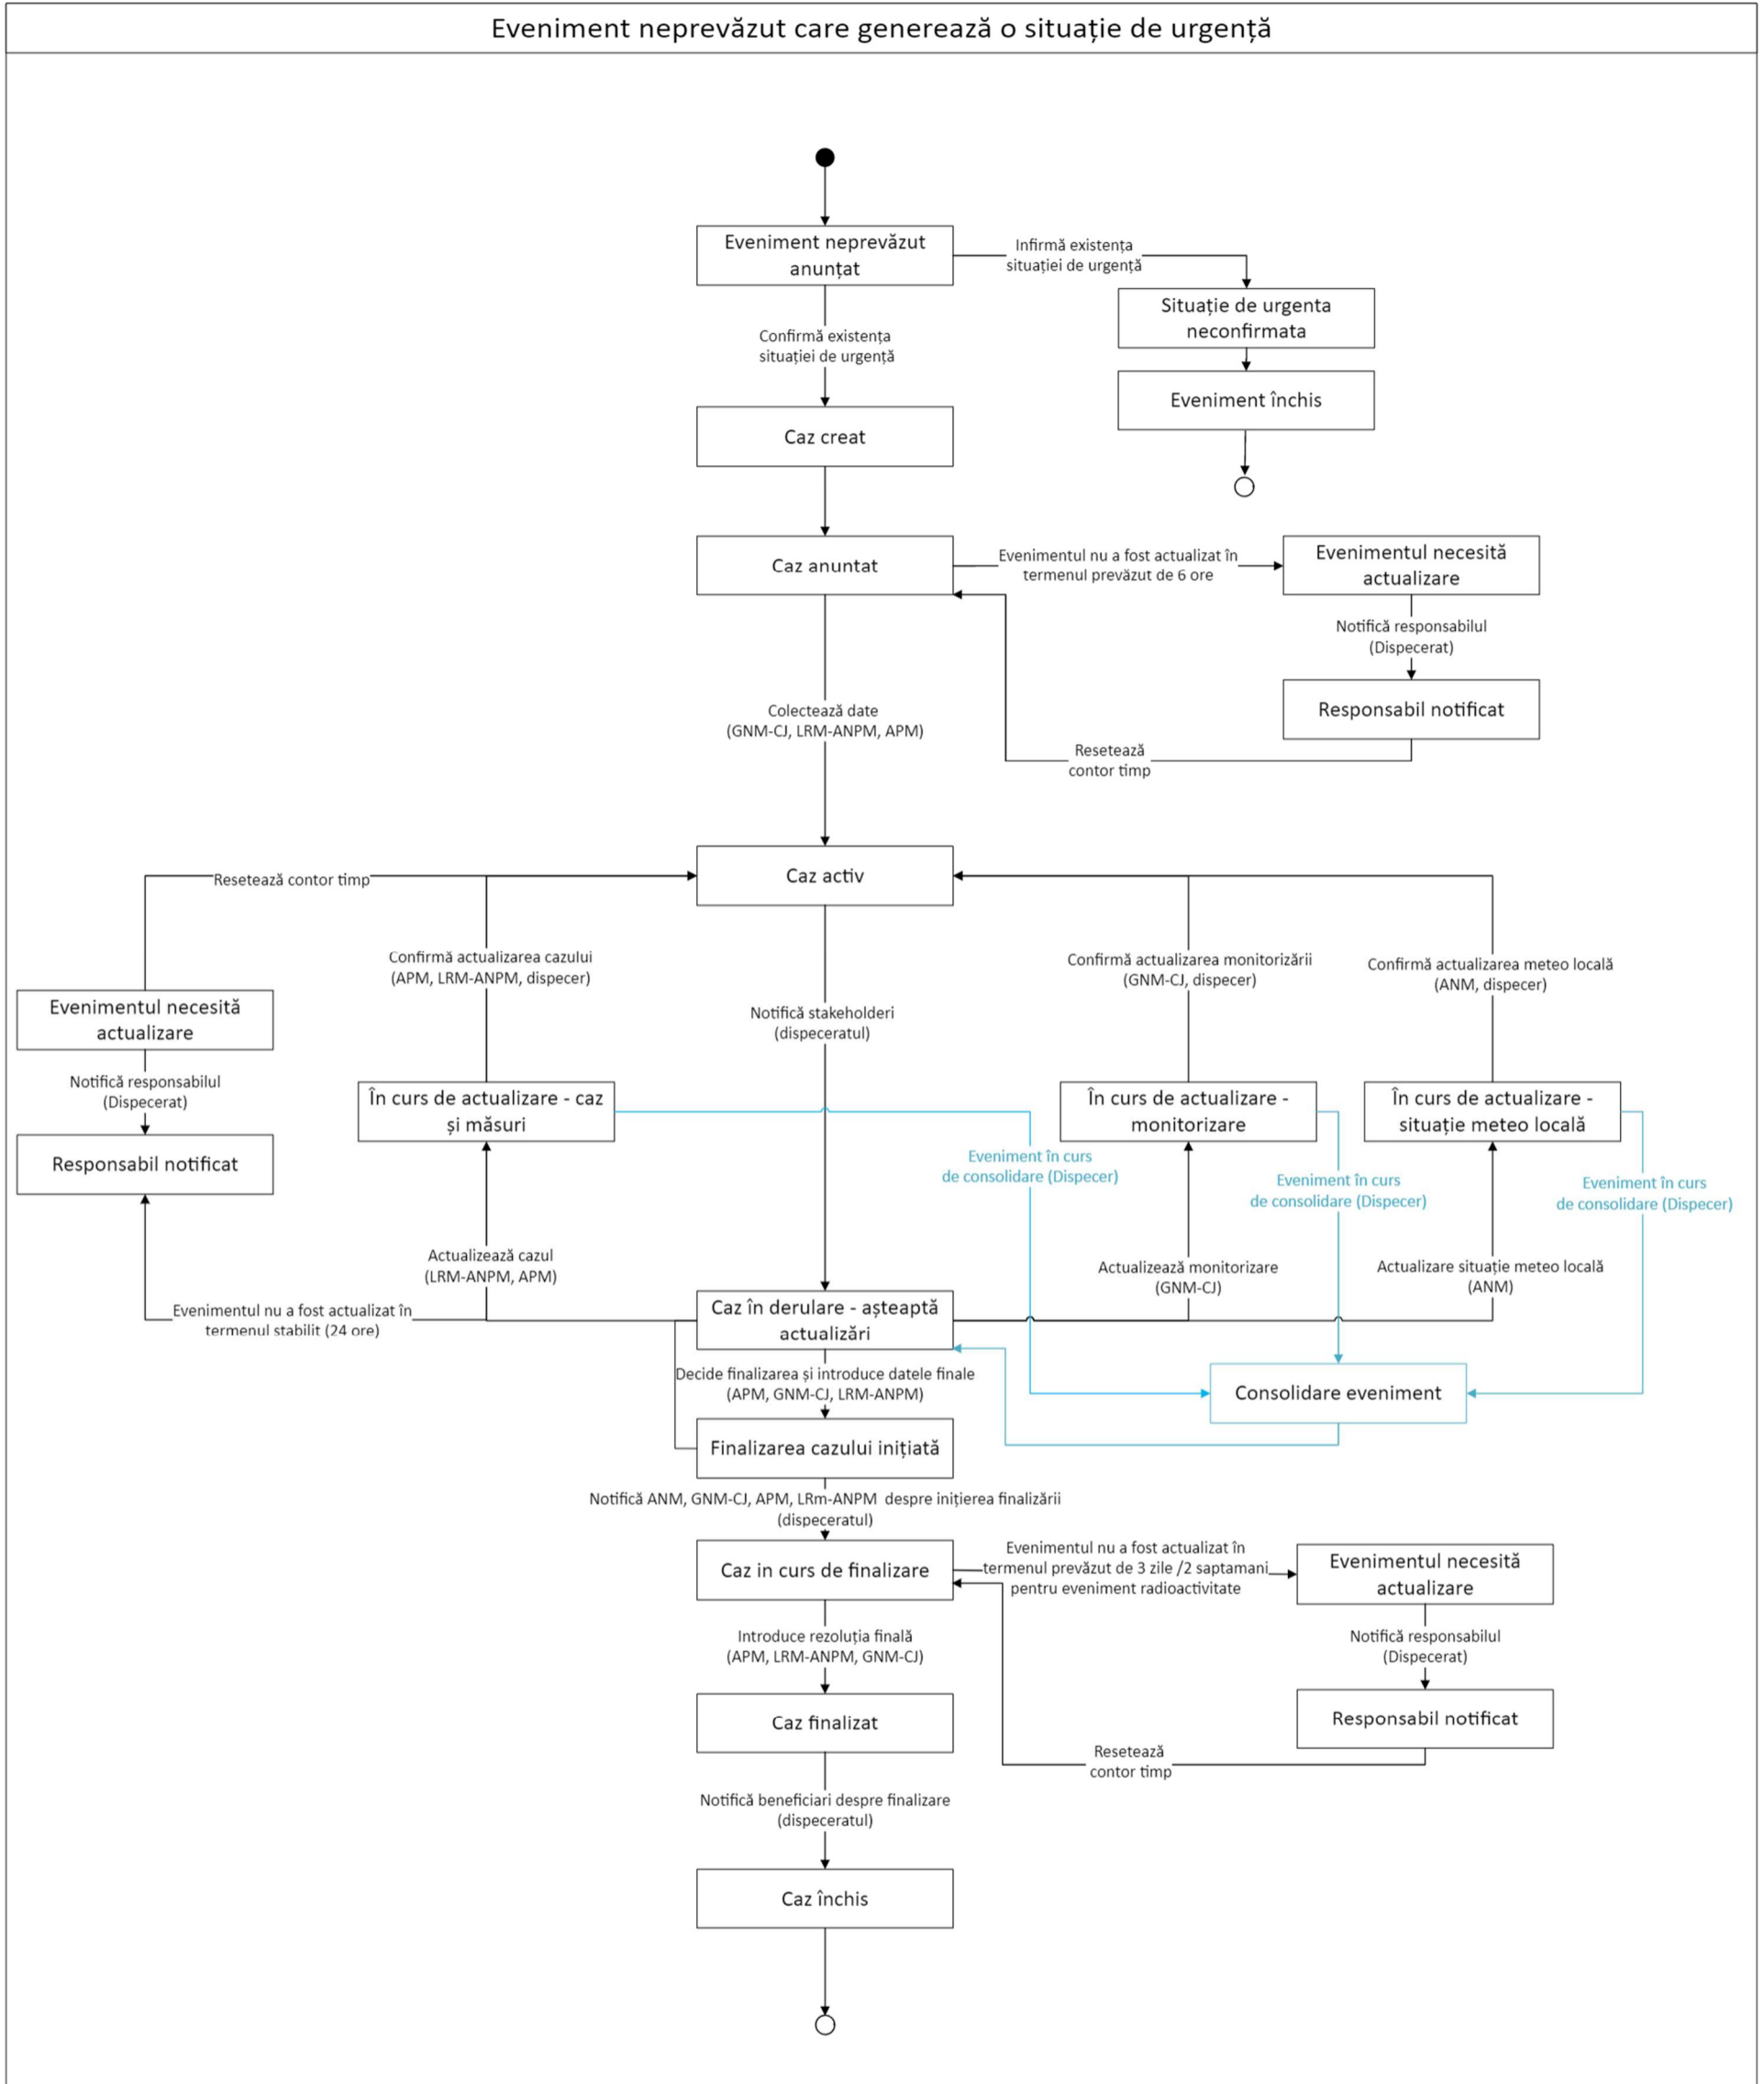 Eveniment neprevăzut care generează o situație de urgență
Eveniment neprevăzut
anunțat
Infirmă existența
situației de urgență
Situație de urgenta
neconfirmata
Confirmă existența
situației de urgență
Eveniment închis
Caz creat
Caz anuntat
Evenimentul nu a fost actualizat în
termenul prevăzut de 6 ore
Evenimentul necesită
actualizare
Notifică responsabilul
(Dispecerat)
Responsabil notificat
Colectează date
(GNM-CJ, LRM-ANPM, APM)
Resetează
contor timp
Caz activ
Resetează contor timp
Confirmă actualizarea cazului
(APM, LRM-ANPM, dispecer)
Confirmă actualizarea monitorizării
(GNM-CJ, dispecer)
Confirmă actualizarea meteo locală
(ANM, dispecer)
Evenimentul necesită
actualizare
Notifică stakeholderi
(dispeceratul)
Notifică responsabilul
(Dispecerat)
În curs de actualizare - caz
și măsuri
În curs de actualizare -
monitorizare
În curs de actualizare -
situație meteo locală
Responsabil notificat
Eveniment în curs
de consolidare (Dispecer)
Eveniment în curs
de consolidare (Dispecer)
Eveniment în curs
de consolidare (Dispecer)
Actualizează cazul
(LRM-ANPM, APM)
Actualizează monitorizare
(GNM-CJ)
Actualizare situație meteo locală
(ANM)
Evenimentul nu a fost actualizat în
termenul stabilit (24 ore)
Caz în derulare - așteaptă
actualizări
Decide finalizarea și introduce datele finale
(APM, GNM-CJ, LRM-ANPM)
Consolidare eveniment
Finalizarea cazului inițiată
Notifică ANM, GNM-CJ, APM, LRm-ANPM  despre inițierea finalizării
(dispeceratul)
Caz in curs de finalizare
Evenimentul nu a fost actualizat în
termenul prevăzut de 3 zile /2 saptamani
pentru eveniment radioactivitate
Evenimentul necesită
actualizare
Introduce rezoluția finală
(APM, LRM-ANPM, GNM-CJ)
Notifică responsabilul
(Dispecerat)
Caz finalizat
Responsabil notificat
Resetează
contor timp
Notifică beneficiari despre finalizare
(dispeceratul)
Caz închis